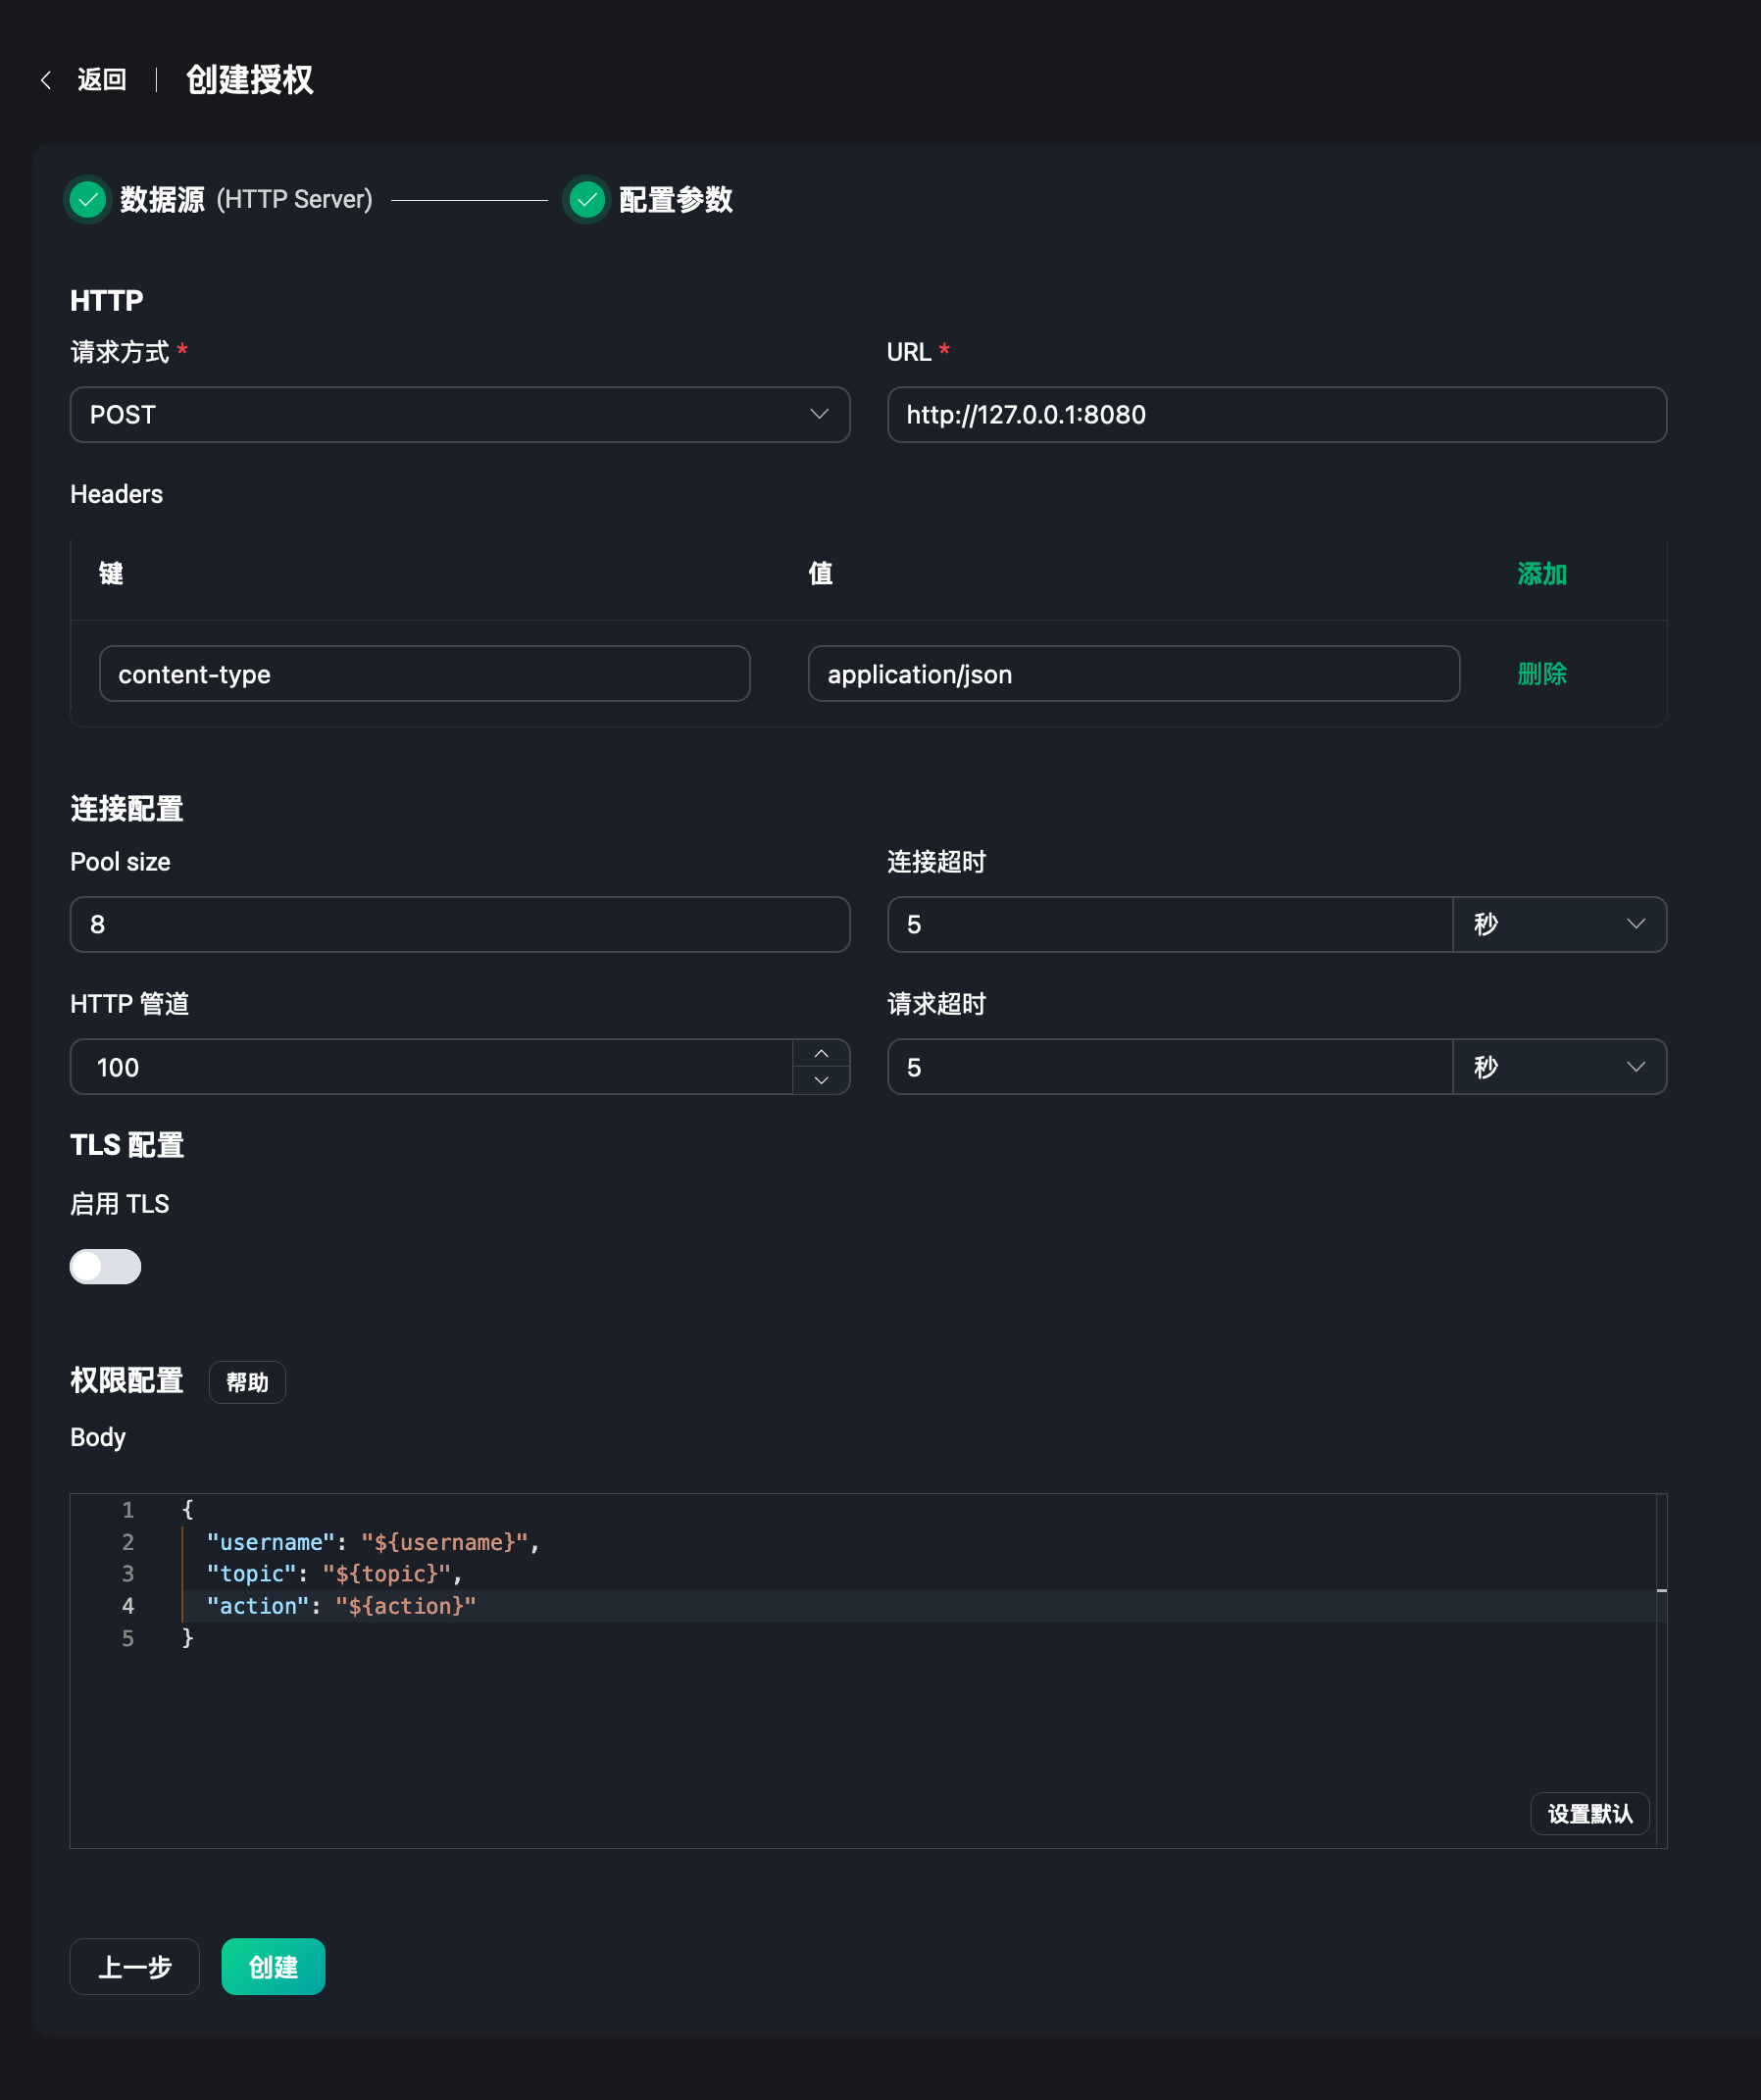 返回 创建授权
数据源 (HTTP Server) 配置参数
HTTP
请求方式 * URL *
POST http://127.0.0.1:8080
Headers
键 值 添加
content-type application/json 删除
连接配置
Pool size 连接超时
8 5 秒
HTTP 管道 请求超时
100 5 秒
TLS 配置
启用 TLS
权限配置 帮助
Body
1 {
2 "username": "${username}",
3 "topic": "${topic}",
4 "action": "${action}"
5 }
设置默认
上一步 创建